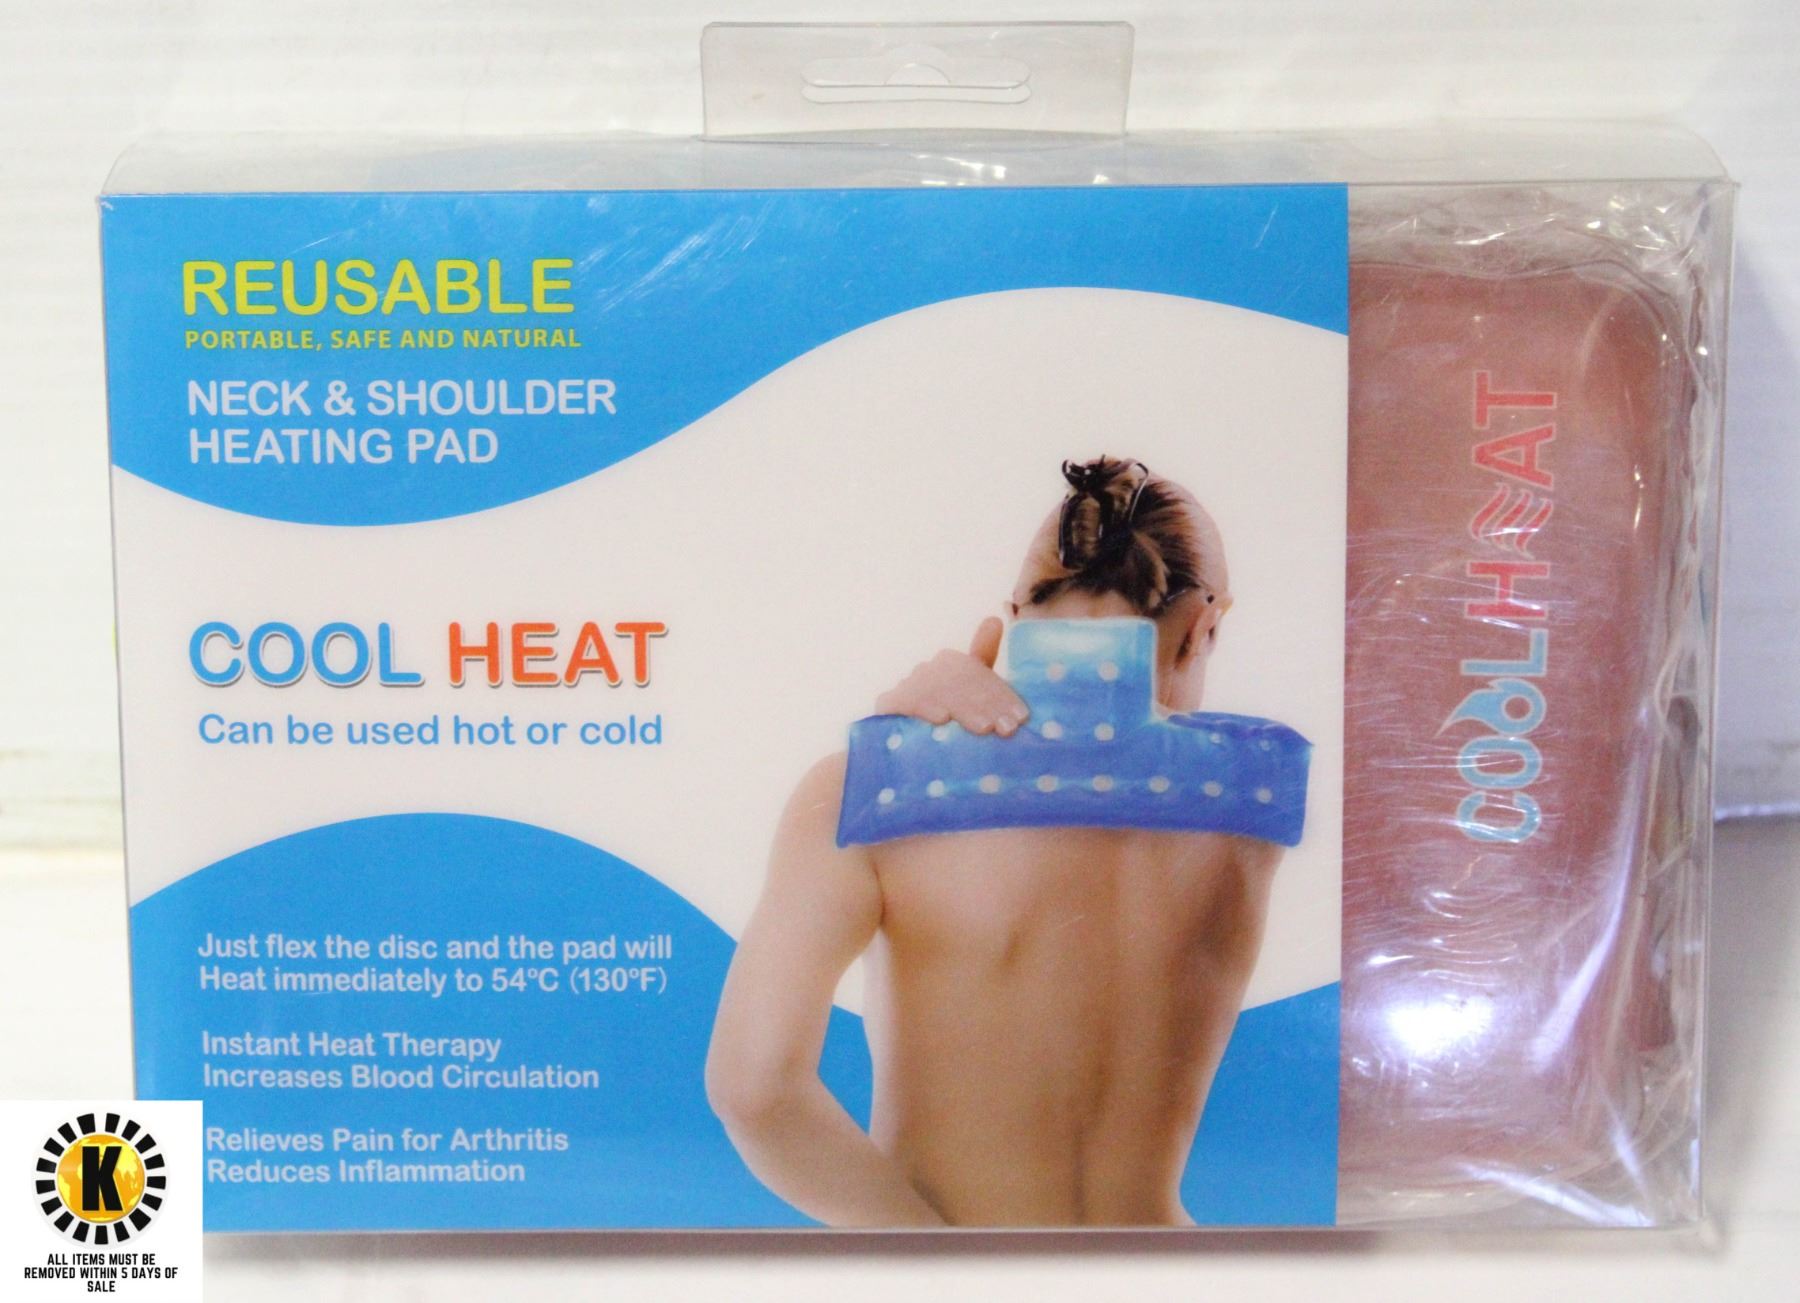 REUSABLE
PORTABLE, SAFE AND NATURAL
NECK & SHOULDER
HEATING PAD
COOL HEAT
Can be used hot or cold
Just flex the disc and the pad will
Heat immediately to 54ºC (130ºF)
Instant Heat Therapy
Increases Blood Circulation
Relieves Pain for Arthritis
Reduces Inflammation
COOLHEAT
K
ALL ITEMS MUST BE
REMOVED WITHIN 5 DAYS OF
SALE